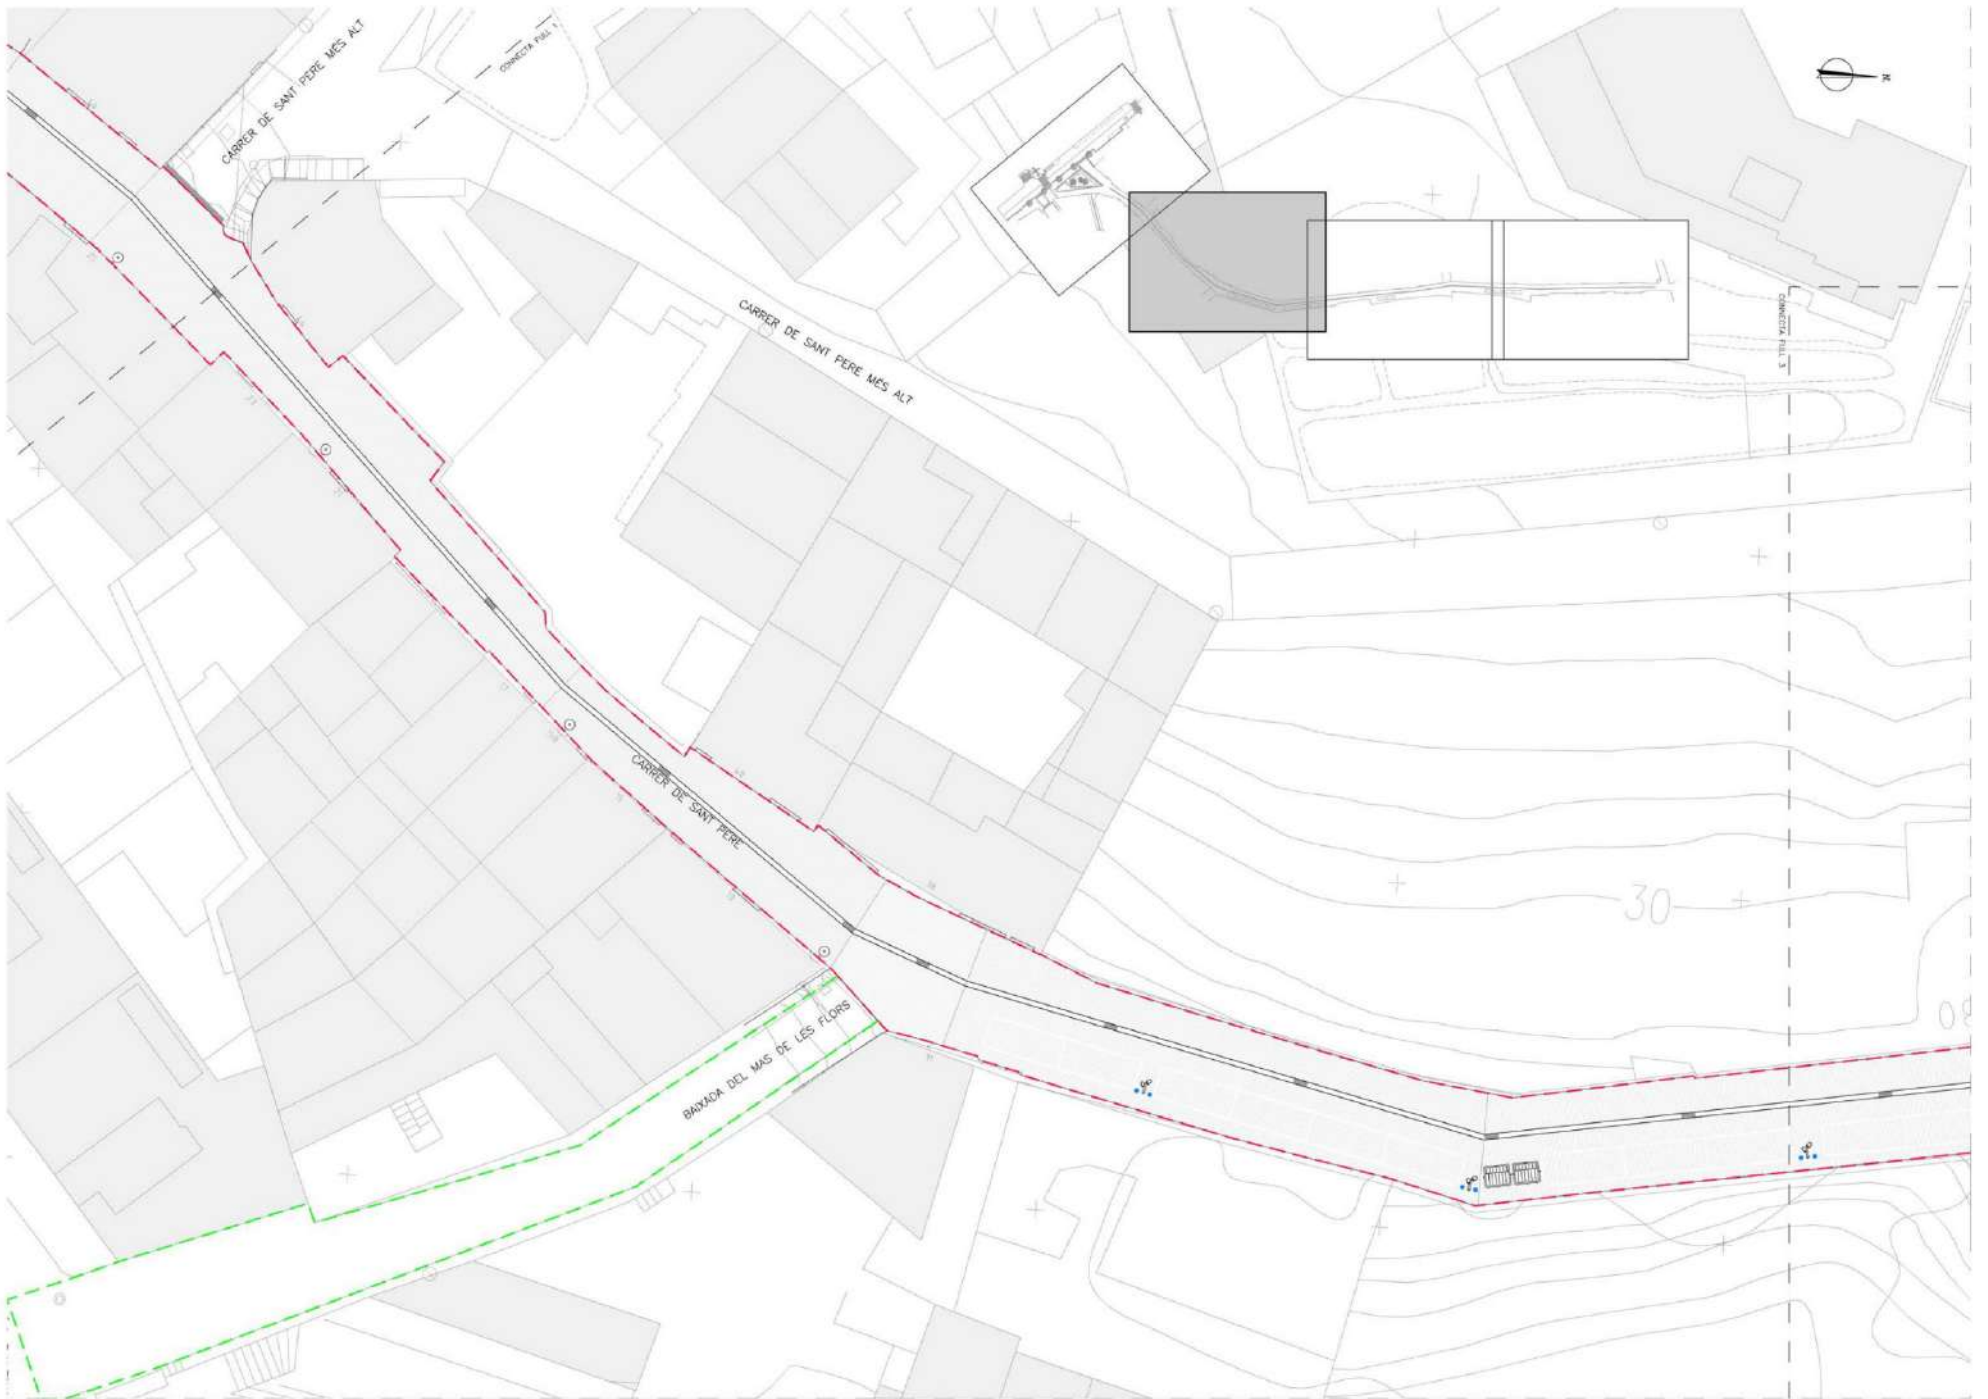 CARRER DE SANT PERE MÉS ALT
CONNECTA FULL 1
N
CARRER DE SANT PERE MÉS ALT
CONNECTA FULL 3
CARRER DE SANT PERE
30
BAIXADA DEL MAS DE LES FLORS